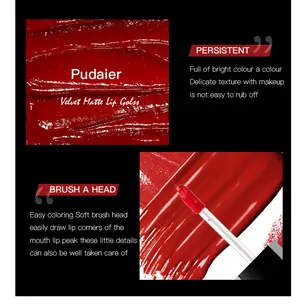 PERSISTENT
Pudaier
Velvet Matte Lip Golss
Full of bright colour a colour
Delicate texture with makeup
is not easy to rub off
BRUSH A HEAD
Easy coloring Soft brush head
easily draw lip corners of the
mouth lip peak these little details
can also be well taken care of